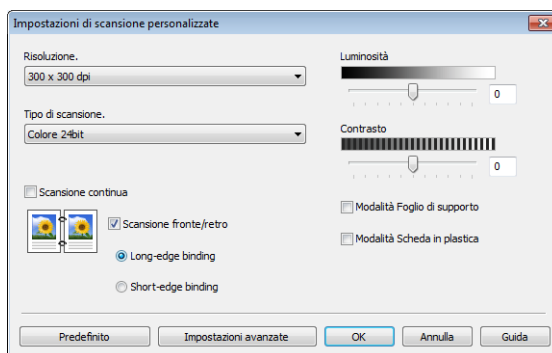 Impostazioni di scansione personalizzate
Risoluzione.
300 x 300 dpi
Tipo di scansione.
Colore 24bit
Scansione continua
Scansione fronte/retro
Long-edge binding
Short-edge binding
Luminosità
0
Contrasto
0
Modalità Foglio di supporto
Modalità Scheda in plastica
Predefinito
Impostazioni avanzate
OK
Annulla
Guida